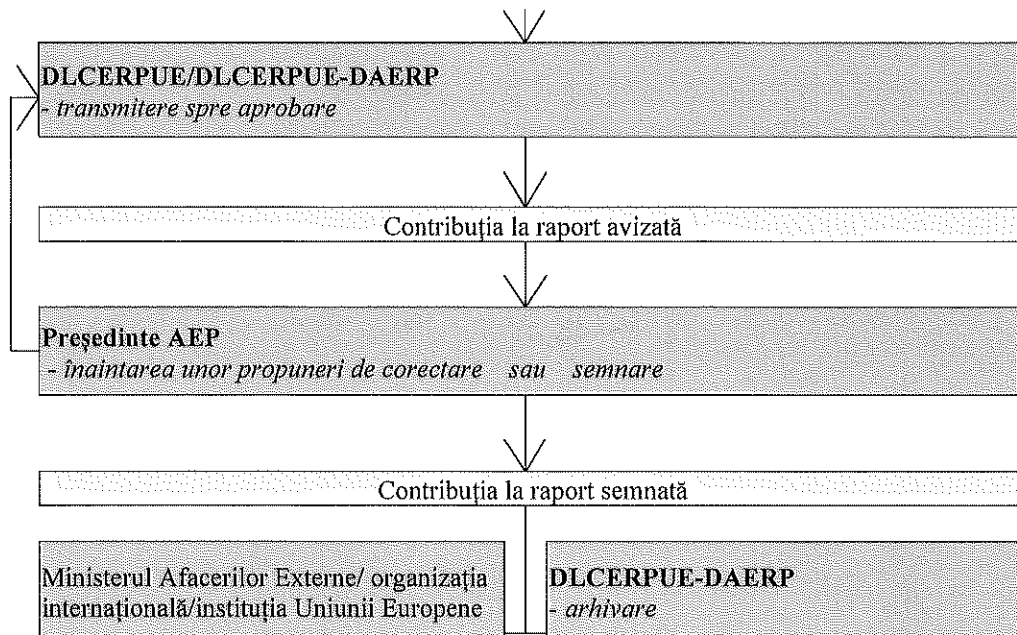 DLCERPUE/DLCERPUE-DAERP
- transmitere spre aprobare
Contribuția la raport avizată
Președinte AEP
- înaintarea unor propuneri de corectare sau semnare
Contribuția la raport semnată
Ministerul Afacerilor Externe/ organizația
internațională/instituția Uniunii Europene
DLCERPUE-DAERP
- arhivare